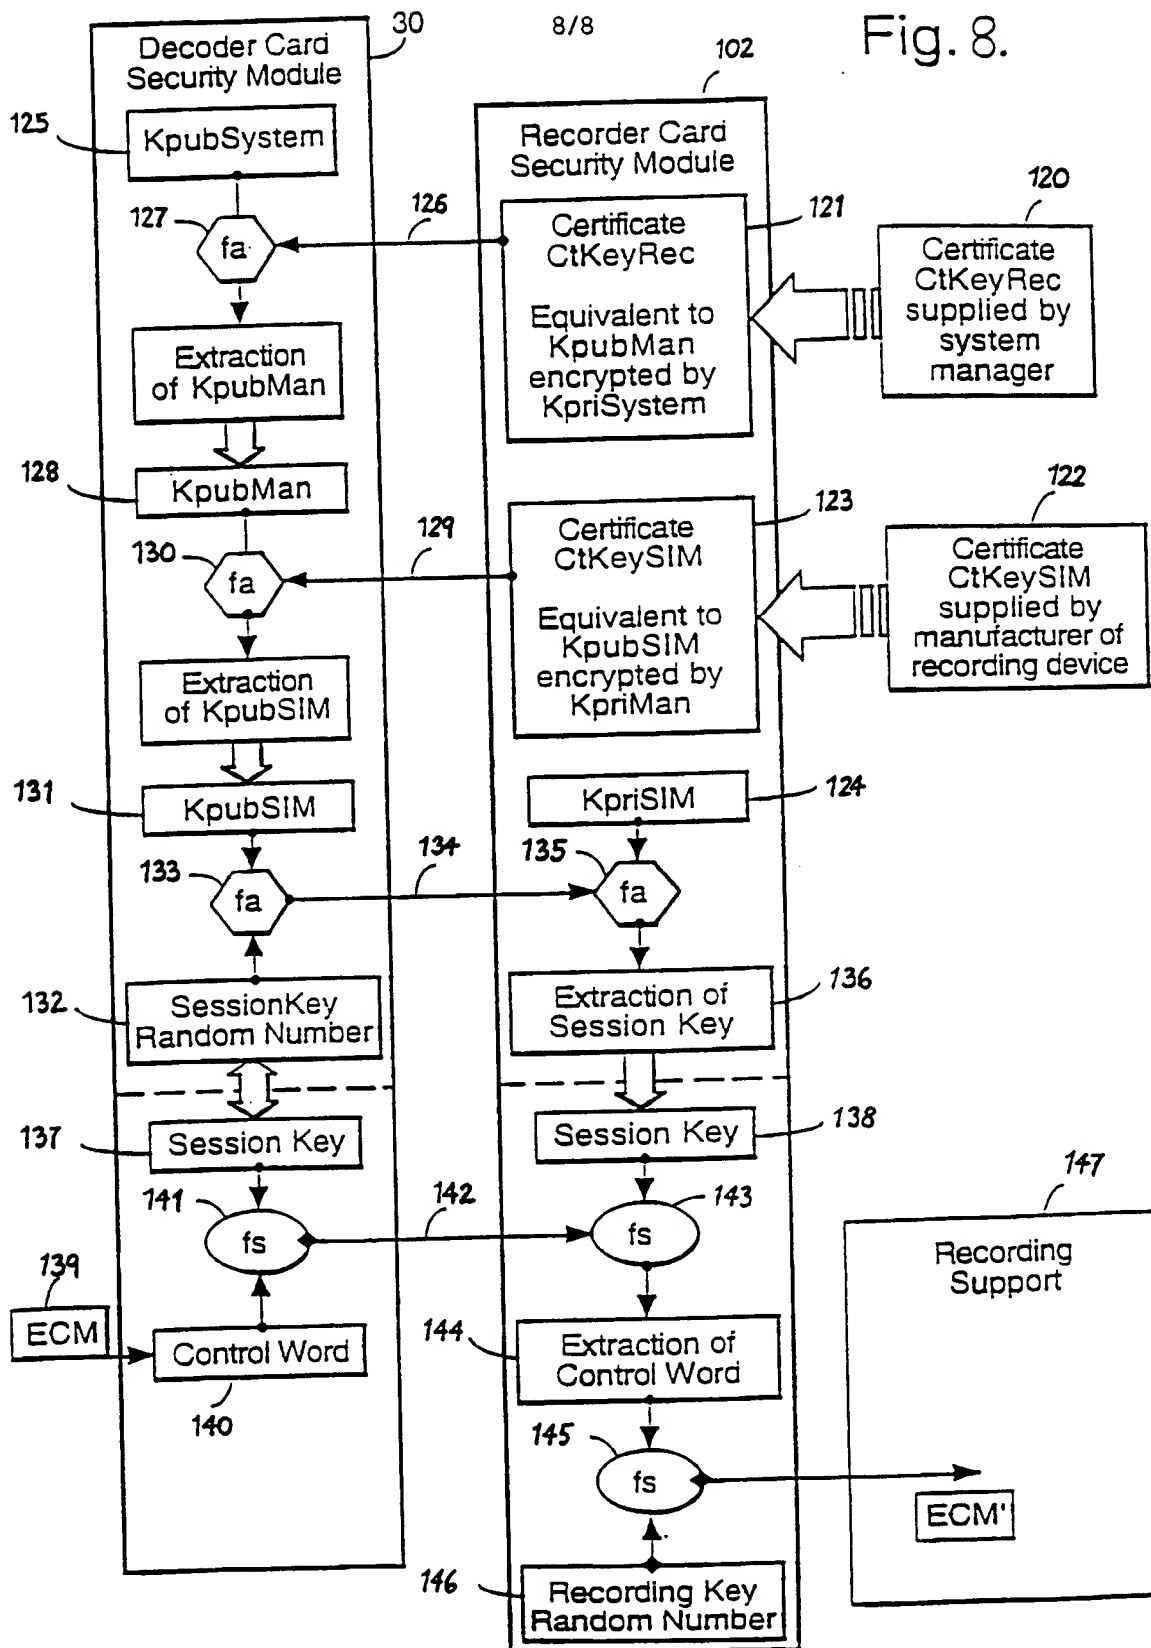 8/8
Fig. 8.
30
Decoder Card
Security Module
125
KpubSystem
127
fa
126
Extraction
of KpubMan
128
KpubMan
130
fa
129
Extraction
of KpubSIM
131
KpubSIM
133
fa
134
132
SessionKey
Random Number
137
Session Key
141
fs
142
139
ECM
Control Word
140
102
Recorder Card
Security Module
121
Certificate
CtKeyRec
Equivalent to
KpubMan
encrypted by
KpriSystem
120
Certificate
CtKeyRec
supplied by
system
manager
123
Certificate
CtKeySIM
Equivalent to
KpubSIM
encrypted by
KpriMan
122
Certificate
CtKeySIM
supplied by
manufacturer of
recording device
KpriSIM
124
135
fa
136
Extraction of
Session Key
Session Key
138
143
fs
144
Extraction of
Control Word
145
fs
146
Recording Key
Random Number
147
Recording
Support
ECM'